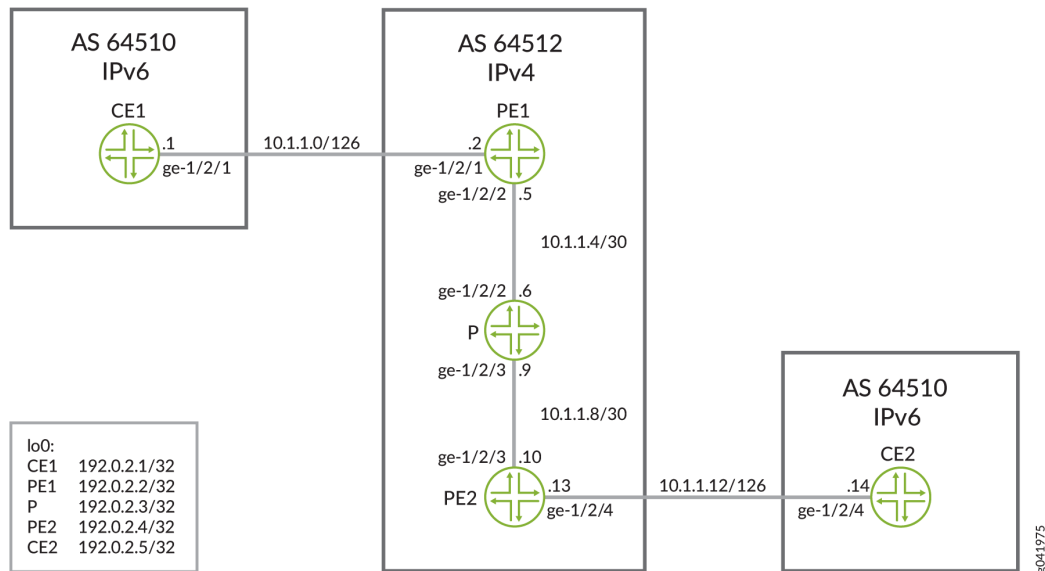 AS 64510
IPv6
CE1
.1
ge-1/2/1
10.1.1.0/126
AS 64512
IPv4
PE1
.2
ge-1/2/1
ge-1/2/2 .5
10.1.1.4/30
ge-1/2/2 .6
P
ge-1/2/3 .9
10.1.1.8/30
ge-1/2/3 .10
PE2
.13
ge-1/2/4
10.1.1.12/126
AS 64510
IPv6
CE2
.14
ge-1/2/4
lo0:
CE1 192.0.2.1/32
PE1 192.0.2.2/32
P 192.0.2.3/32
PE2 192.0.2.4/32
CE2 192.0.2.5/32